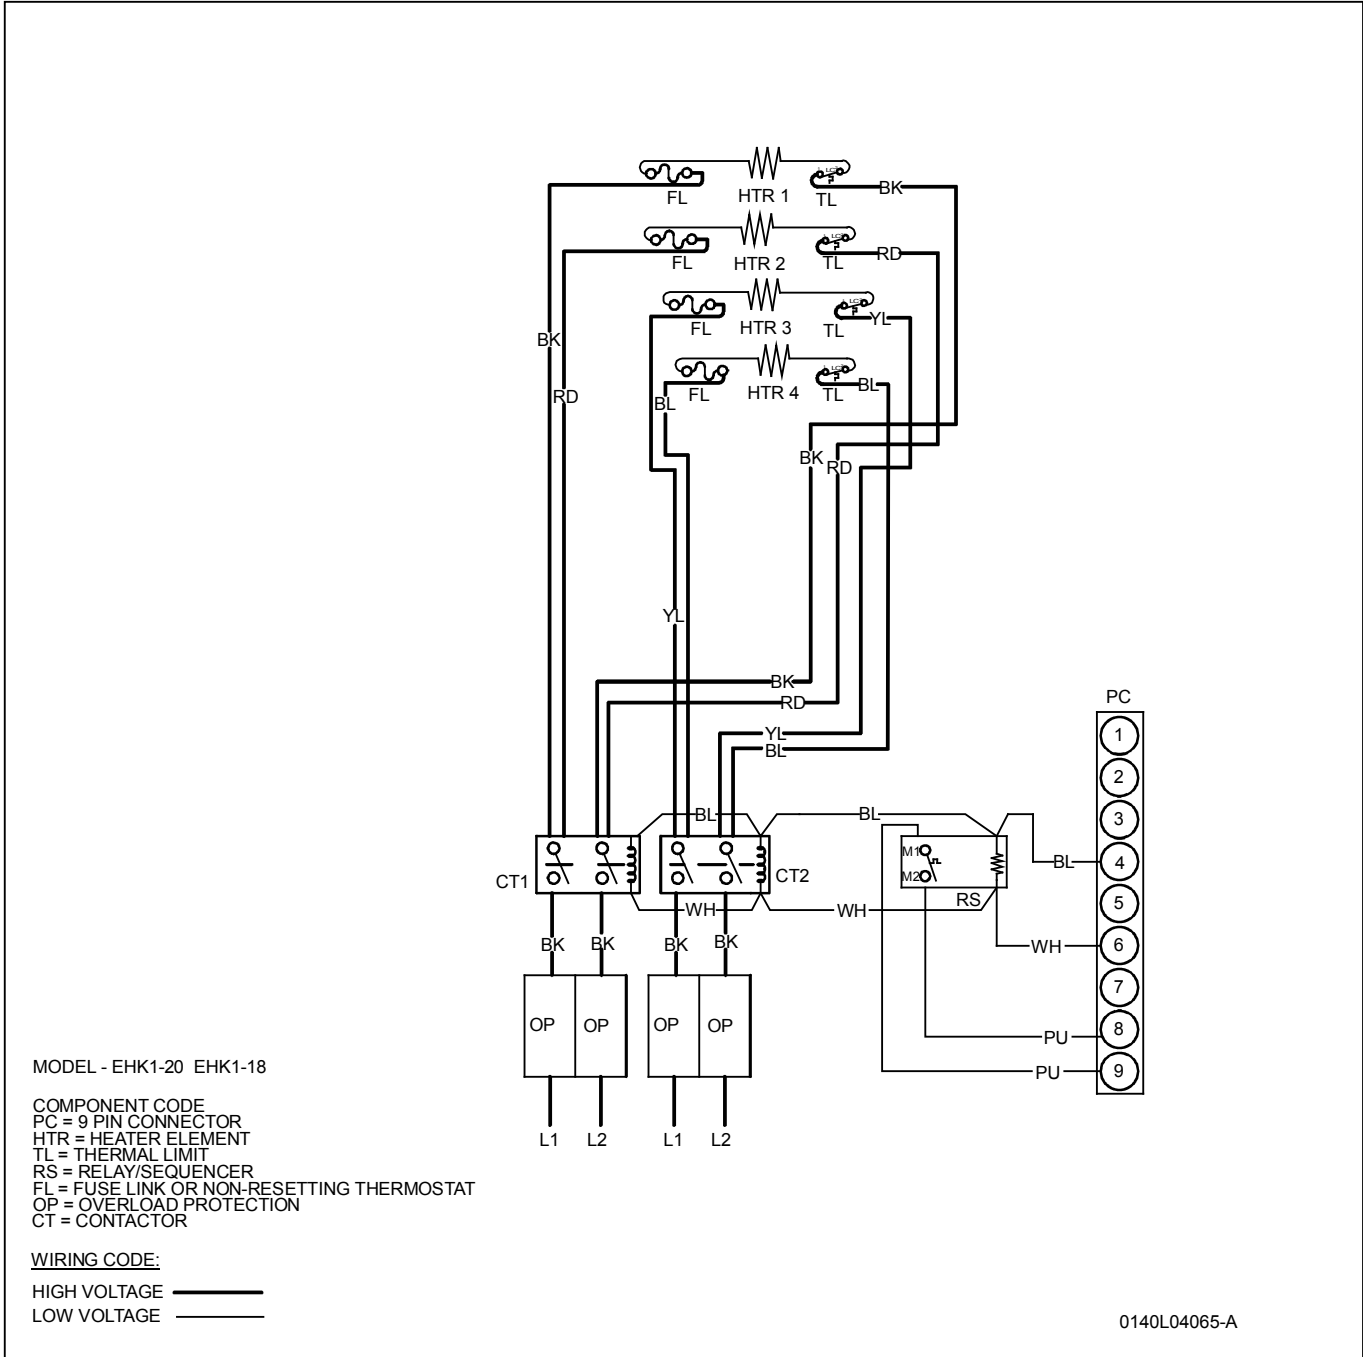 HTR 1
FL
TL
BK
HTR 2
FL
TL
RD
HTR 3
FL
TL
YL
HTR 4
FL
TL
BL
BK
RD
BL
BK
RD
YL
BK
RD
YL
BL
PC
1
2
3
4
5
6
7
8
9
BL
BL
BL
M1
M2
CT1
CT2
RS
WH
WH
WH
BK
BK
BK
BK
OP
OP
OP
OP
PU
PU
L1
L2
L1
L2
MODEL - EHK1-20 EHK1-18
COMPONENT CODE
PC = 9 PIN CONNECTOR
HTR = HEATER ELEMENT
TL = THERMAL LIMIT
RS = RELAY/SEQUENCER
FL = FUSE LINK OR NON-RESETTING THERMOSTAT
OP = OVERLOAD PROTECTION
CT = CONTACTOR
WIRING CODE:
HIGH VOLTAGE
LOW VOLTAGE
0140L04065-A